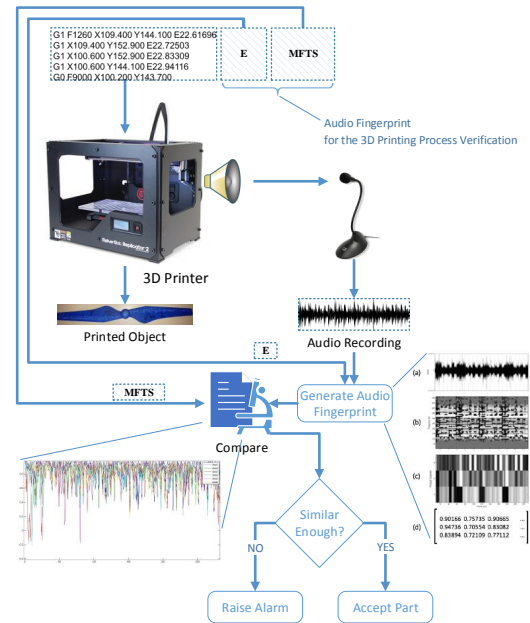 G1 F1260 X109.400 Y144.100 E22.61696
G1 X109.400 Y152.900 E22.72503
G1 X100.600 Y152.900 E22.83309
G1 X100.600 Y144.100 E22.94116
G0 F9000 X100.200 Y143.700
E
MFTS
Audio Fingerprint
for the 3D Printing Process Verification
MakerBot Replicator 2
3D Printer
Printed Object
Audio Recording
E
MFTS
Generate Audio
Fingerprint
Compare
(a)
(b)
(c)
(d)
0.90166 0.75735 0.90665 ...
0.94736 0.70554 0.83082 ...
0.83894 0.72109 0.77112 ...
Similar
Enough?
NO
YES
Raise Alarm
Accept Part